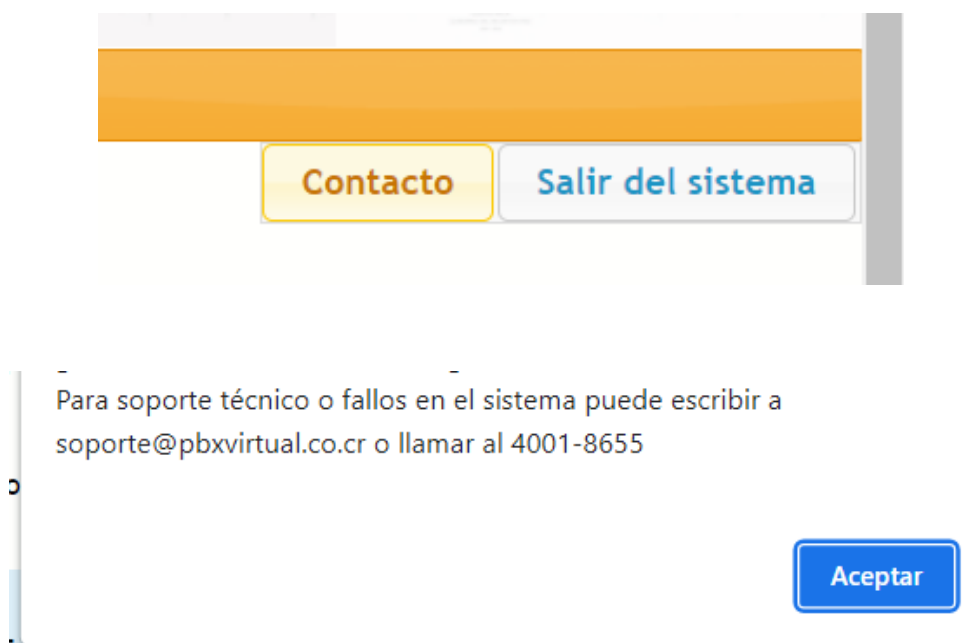 Contacto
Salir del sistema
Para soporte técnico o fallos en el sistema puede escribir a
soporte@pbxvirtual.co.cr o llamar al 4001-8655
Aceptar